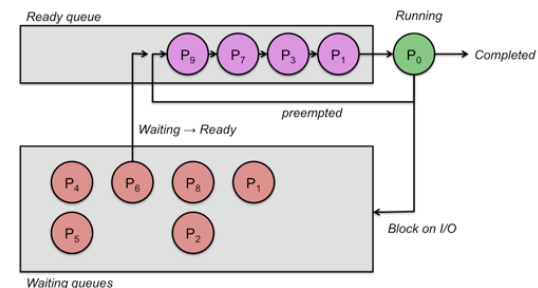 Ready queue
Running
P9 P7 P3 P1 P0 Completed
preempted
Waiting → Ready
P4 P6 P8 P1
P5 P2
Block on I/O
Waiting queues